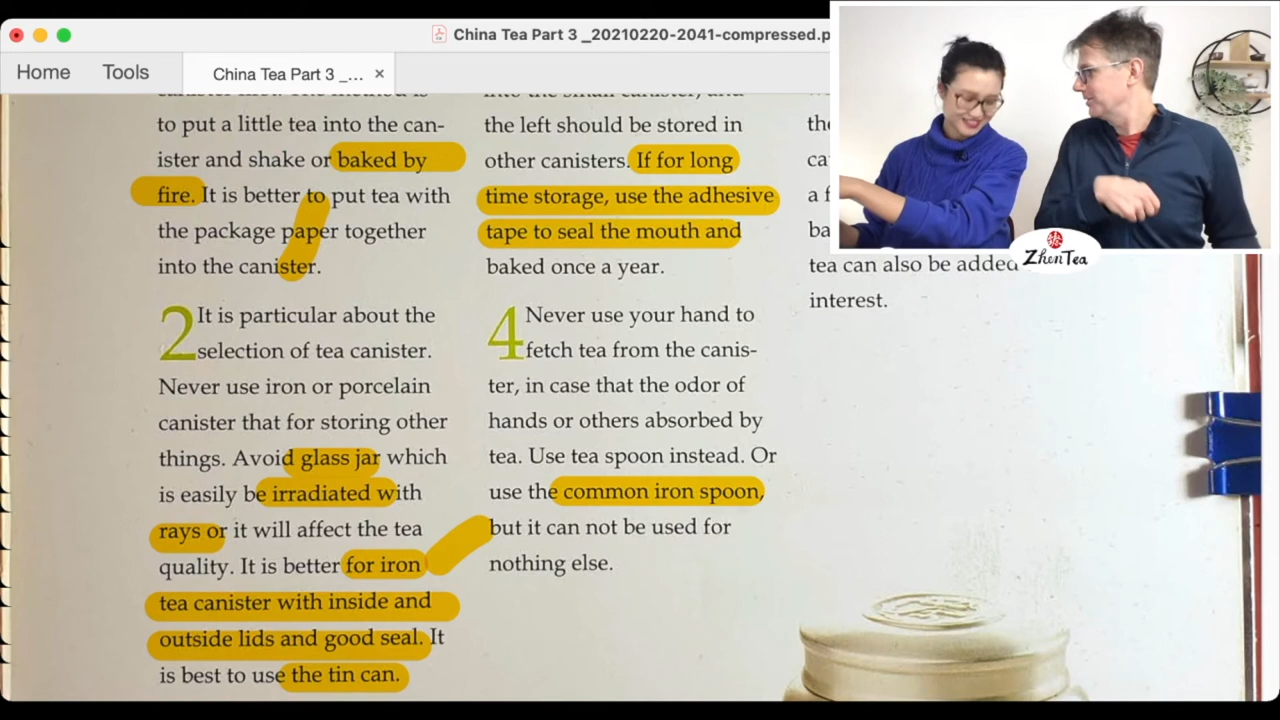 China Tea Part 3 _20210220-2041-compressed.p
Home
Tools
China Tea Part 3 _... ×
to put a little tea into the can-
ister and shake or baked by
fire. It is better to put tea with
the package paper together
into the canister.
2 It is particular about the
selection of tea canister.
Never use iron or porcelain
canister that for storing other
things. Avoid glass jar which
is easily be irradiated with
rays or it will affect the tea
quality. It is better for iron
tea canister with inside and
outside lids and good seal. It
is best to use the tin can.
into the small canister, and
the left should be stored in
other canisters. If for long
time storage, use the adhesive
tape to seal the mouth and
baked once a year.
4 Never use your hand to
fetch tea from the canis-
ter, in case that the odor of
hands or others absorbed by
tea. Use tea spoon instead. Or
use the common iron spoon,
but it can not be used for
nothing else.
the
ca
a f
ba
tea can also be added
interest.
ZhenTea